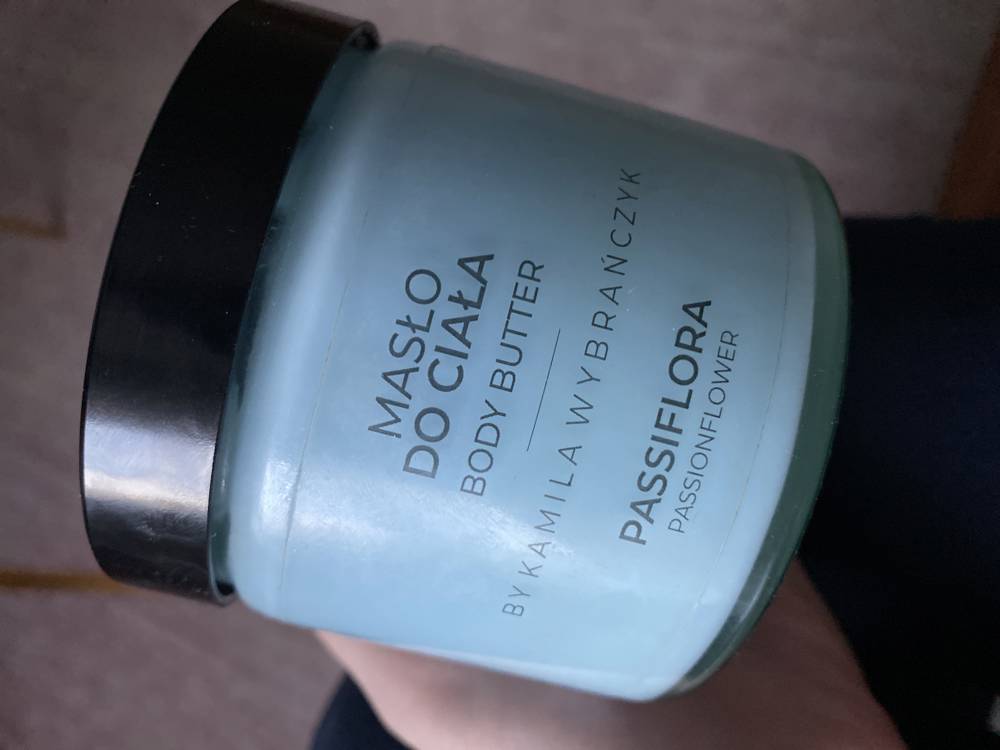 MASŁO
DO CIAŁA
BODY BUTTER
BY KAMILA WYBRAŃCZYK
PASSIFLORA
PASSIONFLOWER